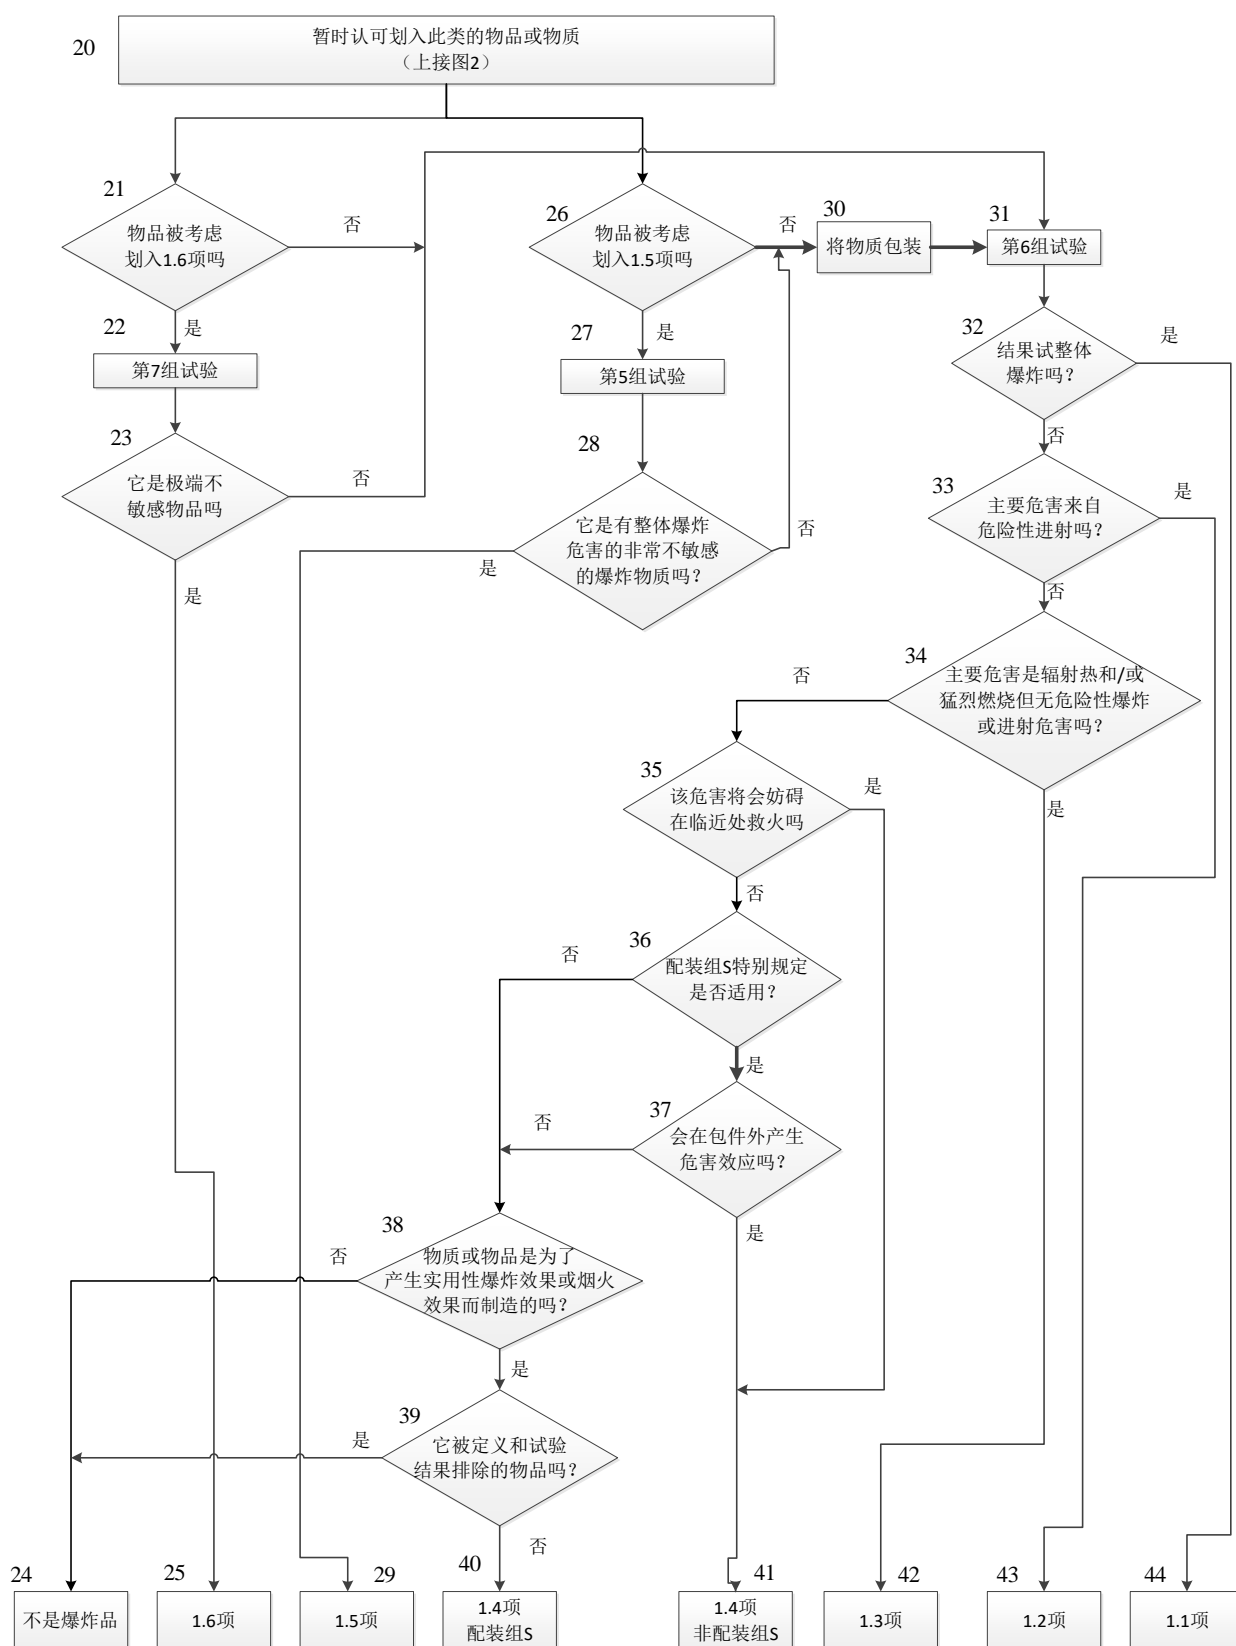 20
暂时认可划入此类的物品或物质
（上接图2）
21
物品被考虑
划入1.6项吗
否
26
物品被考虑
划入1.5项吗
否
30
将物质包装
31
第6组试验
是
22
第7组试验
是
27
第5组试验
32
结果试整体
爆炸吗？
是
否
23
它是极端不
敏感物品吗
否
是
28
它是有整体爆炸
危害的非常不敏感
的爆炸物质吗？
是
否
33
主要危害来自
危险性迸射吗？
是
否
34
主要危害是辐射热和/或
猛烈燃烧但无危险性爆炸
或迸射危害吗？
否
是
35
该危害将会妨碍
在临近处救火吗
是
否
36
配装组S特别规定
是否适用？
否
是
37
会在包件外产生
危害效应吗？
否
是
38
物质或物品是为了
产生实用性爆炸效果或烟火
效果而制造的吗？
否
是
39
它被定义和试验
结果排除的物品吗？
是
否
24
不是爆炸品
25
1.6项
29
1.5项
40
1.4项
配装组S
41
1.4项
非配装组S
42
1.3项
43
1.2项
44
1.1项